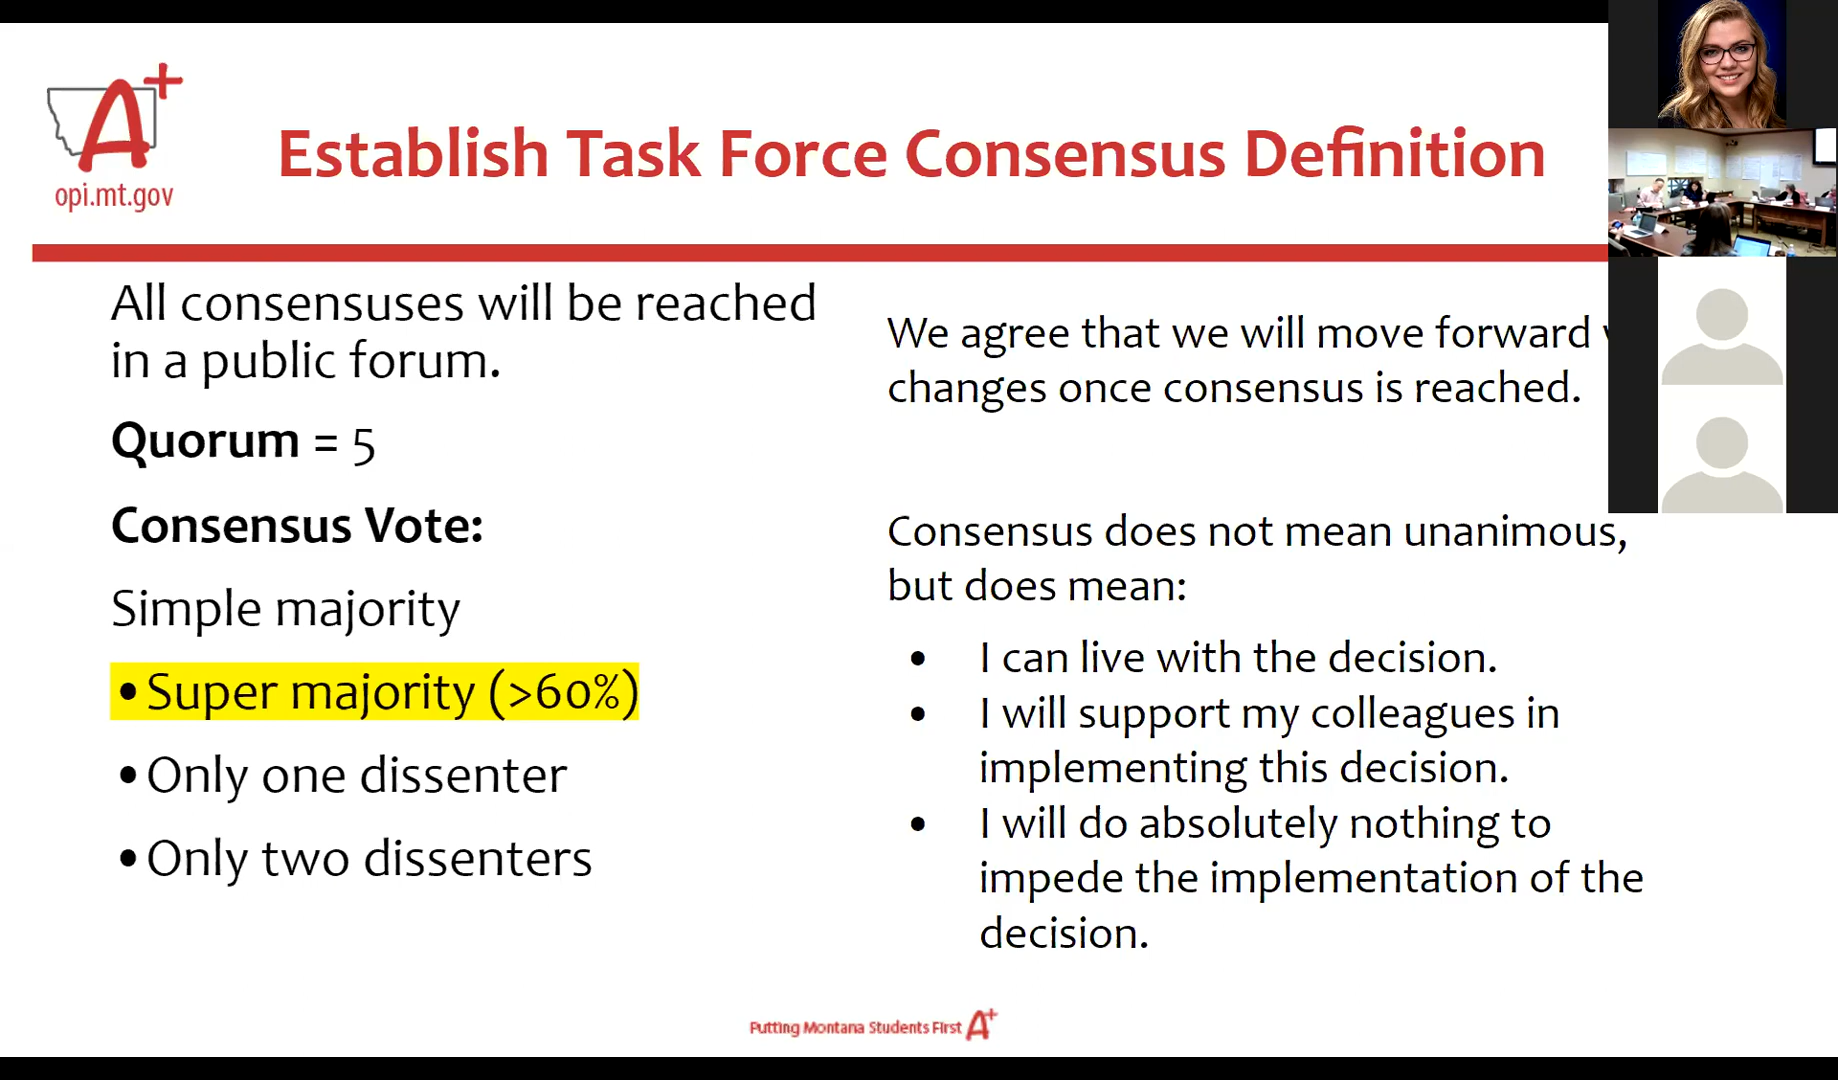 A+
opi.mt.gov
Establish Task Force Consensus Definition
All consensuses will be reached
in a public forum.
Quorum = 5
Consensus Vote:
Simple majority
•Super majority (>60%)
•Only one dissenter
•Only two dissenters
We agree that we will move forward
changes once consensus is reached.
Consensus does not mean unanimous,
but does mean:
• I can live with the decision.
• I will support my colleagues in
implementing this decision.
• I will do absolutely nothing to
impede the implementation of the
decision.
Putting Montana Students First A+